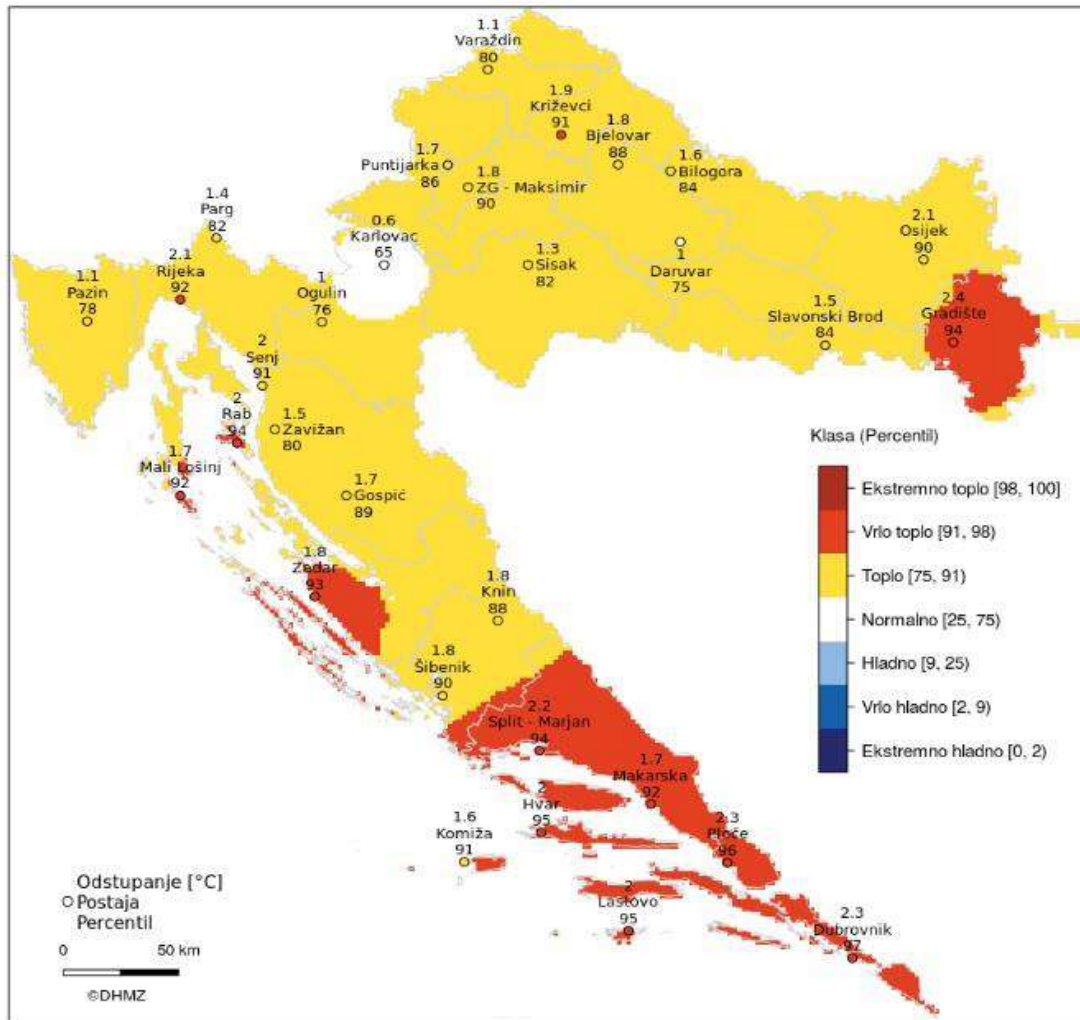 1.1
Varaždin
80
1.9
Križevci
91
1.8
Bjelovar
88
1.7
Puntijarka
86
1.8
ZG - Maksimir
90
1.6
Bilogora
84
1.4
Parg
82
0.6
Karlovac
65
2.1
Osijek
90
2.1
Rijeka
92
1.3
Sisak
82
1
Daruvar
75
1.1
Pazin
78
1
Ogulin
76
1.5
Slavonski Brod
84
2.4
Gradište
94
2
Senj
91
2
Rab
94
1.5
Zavižan
80
1.7
Mali Lošinj
92
1.7
Gospić
89
1.8
Zadar
93
1.8
Knin
88
1.8
Šibenik
90
2.2
Split - Marjan
94
1.7
Makarska
92
2
Hvar
95
1.6
Komiža
91
2.3
Ploče
96
2
Lastovo
95
2.3
Dubrovnik
97
Klasa (Percentil)
Ekstremno toplo [98, 100]
Vrlo toplo [91, 98)
Toplo [75, 91)
Normalno [25, 75)
Hladno [9, 25)
Vrlo hladno [2, 9)
Ekstremno hladno [0, 2)
Odstupanje [°C]
Postaja
Percentil
0 50 km
©DHMZ